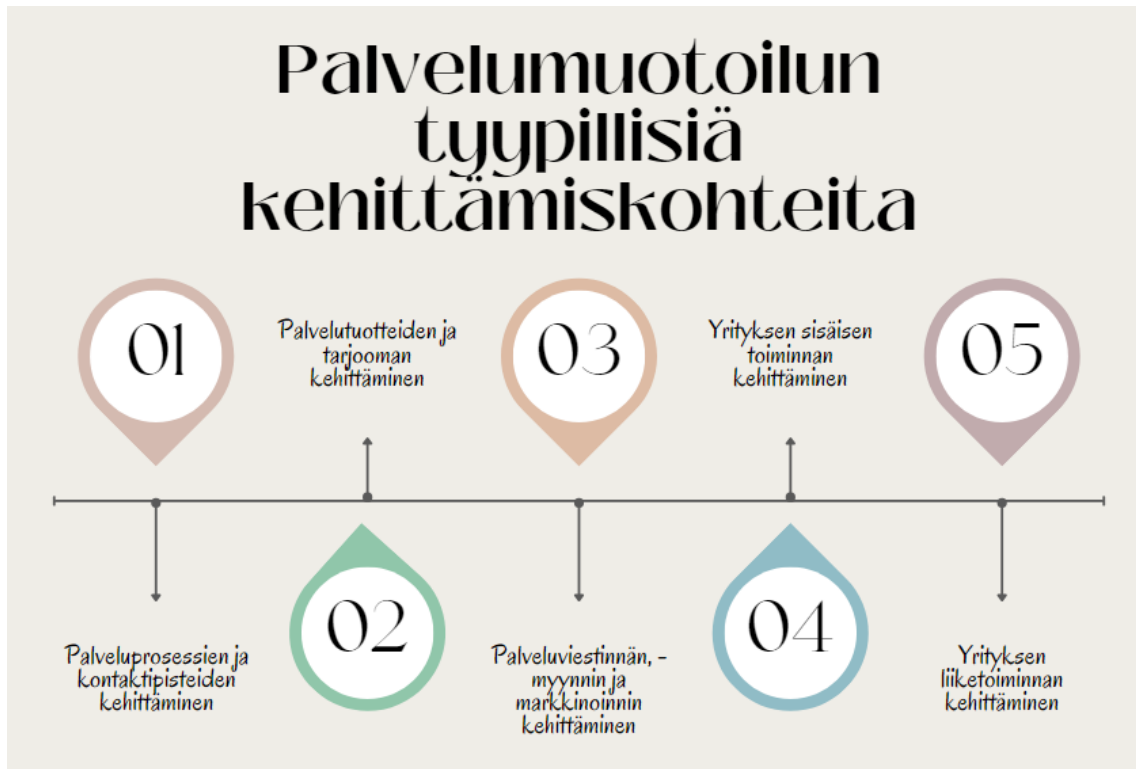 Palvelumuotoilun
tyypillisiä
kehittämiskohteita
01
Palveluprosessien ja
kontaktipisteiden
kehittäminen
02
Palvelutuotteiden ja
tarjooman
kehittäminen
03
Palveluviestinnän, -
myynnin ja
markkinoinnin
kehittäminen
04
Yrityksen sisäisen
toiminnan
kehittäminen
05
Yrityksen
liiketoiminnan
kehittäminen